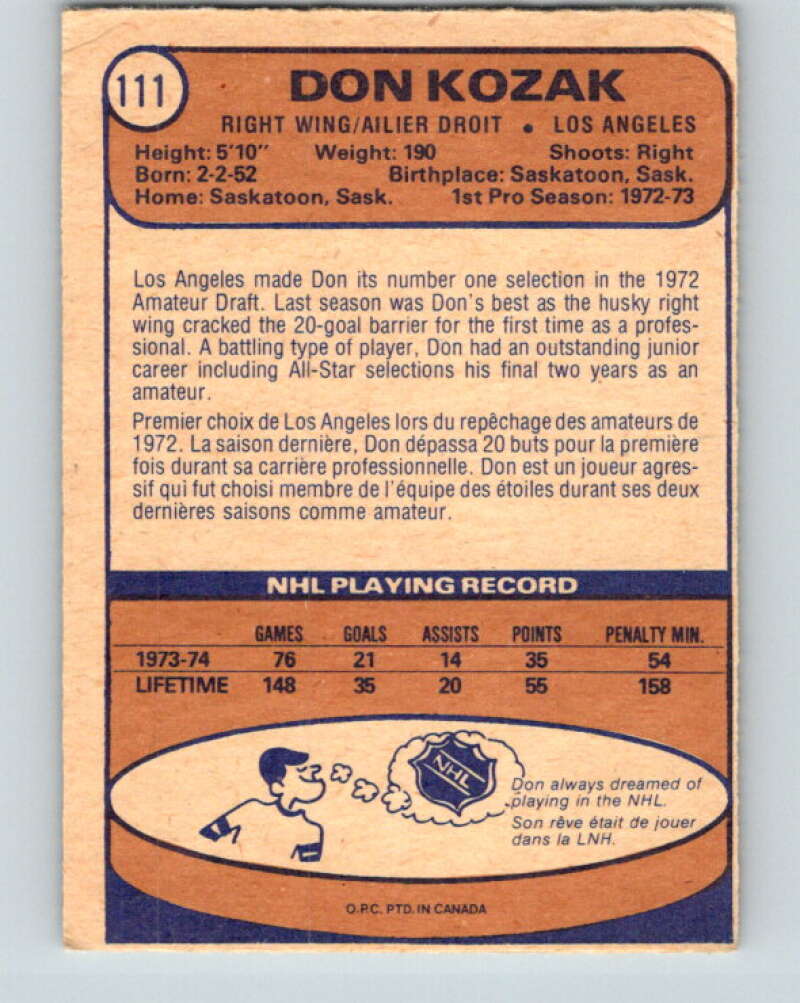 111
DON KOZAK
RIGHT WING/AILIER DROIT • LOS ANGELES
Height: 5'10" Weight: 190 Shoots: Right
Born: 2-2-52 Birthplace: Saskatoon, Sask.
Home: Saskatoon, Sask. 1st Pro Season: 1972-73
Los Angeles made Don its number one selection in the 1972
Amateur Draft. Last season was Don's best as the husky right
wing cracked the 20-goal barrier for the first time as a profes-
sional. A battling type of player, Don had an outstanding junior
career including All-Star selections his final two years as an
amateur.
Premier choix de Los Angeles lors du repêchage des amateurs de
1972. La saison dernière, Don dépassa 20 buts pour la première
fois durant sa carrière professionnelle. Don est un joueur agres-
sif qui fut choisi membre de l'équipe des étoiles durant ses deux
dernières saisons comme amateur.
NHL PLAYING RECORD
GAMES GOALS ASSISTS POINTS PENALTY MIN.
1973-74 76 21 14 35 54
LIFETIME 148 35 20 55 158
NHL
Don always dreamed of
playing in the NHL.
Son rêve était de jouer
dans la LNH.
O.P.C. PTD. IN CANADA